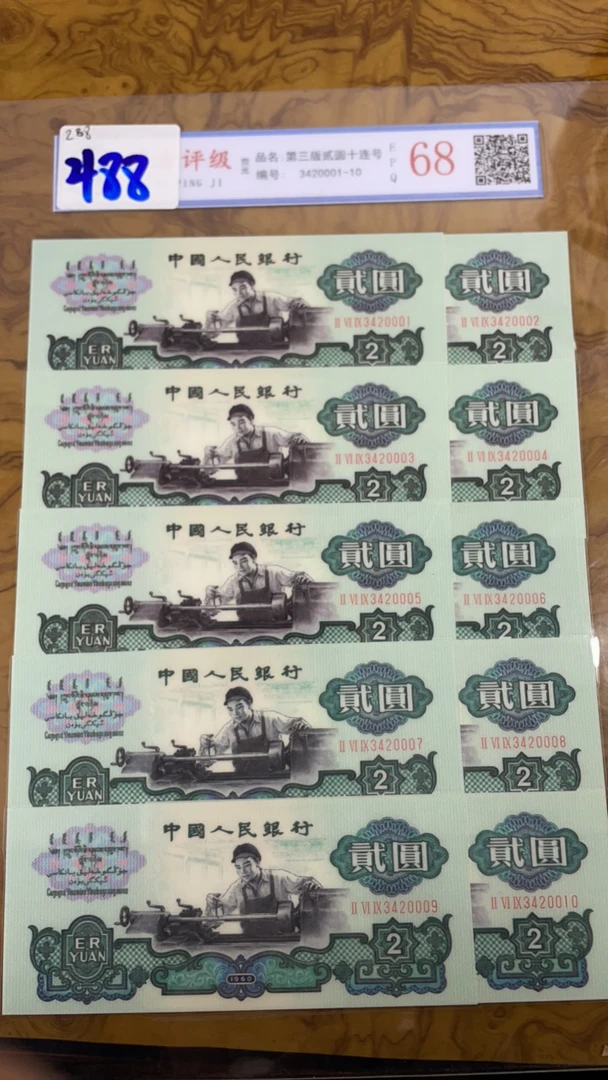 288
488
评级
PING JI
品名: 第三版贰圆十连号
编号: 3420001-10
EPQ
68
中國人民銀行
貳圓
II VI IX 3420001
ER
YUAN
2
貳圓
II VI IX 3420002
2
中國人民銀行
貳圓
II VI IX 3420003
ER
YUAN
2
貳圓
II VI IX 3420004
2
中國人民銀行
貳圓
II VI IX 3420005
ER
YUAN
2
貳圓
II VI IX 3420006
2
中國人民銀行
貳圓
II VI IX 3420007
ER
YUAN
2
貳圓
II VI IX 3420008
2
中國人民銀行
貳圓
II VI IX 3420009
ER
YUAN
2
1960
貳圓
II VI IX 3420010
2